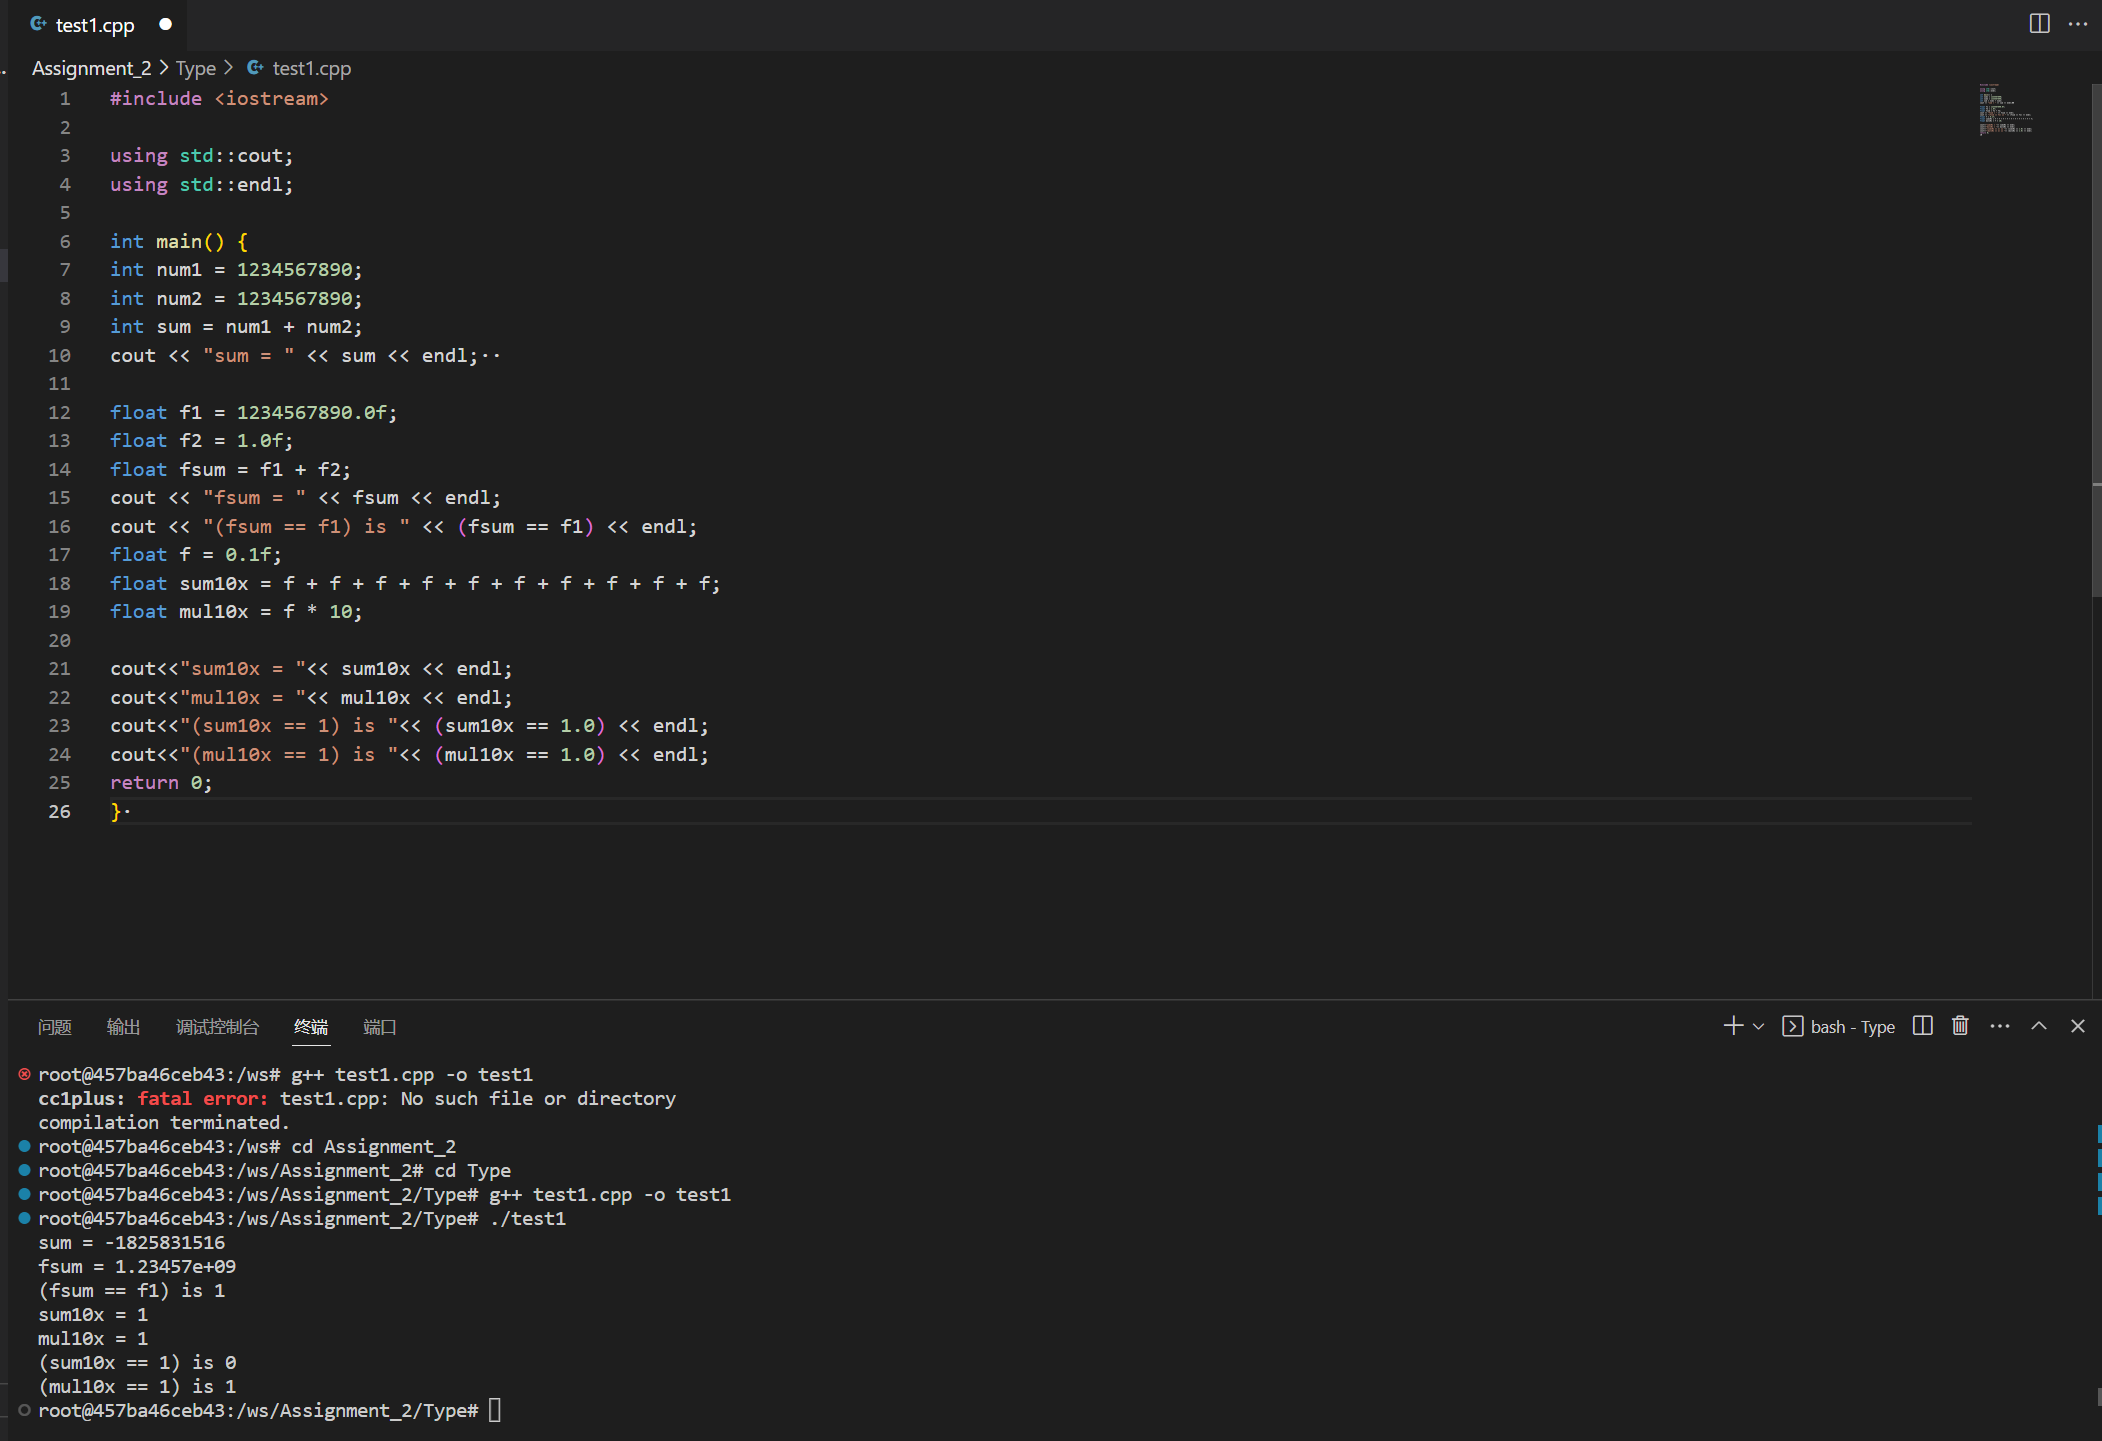 test1.cpp
Assignment_2 > Type > test1.cpp
1 #include <iostream>
2
3 using std::cout;
4 using std::endl;
5
6 int main() {
7 int num1 = 1234567890;
8 int num2 = 1234567890;
9 int sum = num1 + num2;
10 cout << "sum = " << sum << endl;··
11
12 float f1 = 1234567890.0f;
13 float f2 = 1.0f;
14 float fsum = f1 + f2;
15 cout << "fsum = " << fsum << endl;
16 cout << "(fsum == f1) is " << (fsum == f1) << endl;
17 float f = 0.1f;
18 float sum10x = f + f + f + f + f + f + f + f + f + f;
19 float mul10x = f * 10;
20
21 cout<<"sum10x = "<< sum10x << endl;
22 cout<<"mul10x = "<< mul10x << endl;
23 cout<<"(sum10x == 1) is "<< (sum10x == 1.0) << endl;
24 cout<<"(mul10x == 1) is "<< (mul10x == 1.0) << endl;
25 return 0;
26 }·
问题 输出 调试控制台 终端 端口 bash - Type
root@457ba46ceb43:/ws# g++ test1.cpp -o test1
cc1plus: fatal error: test1.cpp: No such file or directory
compilation terminated.
root@457ba46ceb43:/ws# cd Assignment_2
root@457ba46ceb43:/ws/Assignment_2# cd Type
root@457ba46ceb43:/ws/Assignment_2/Type# g++ test1.cpp -o test1
root@457ba46ceb43:/ws/Assignment_2/Type# ./test1
sum = -1825831516
fsum = 1.23457e+09
(fsum == f1) is 1
sum10x = 1
mul10x = 1
(sum10x == 1) is 0
(mul10x == 1) is 1
root@457ba46ceb43:/ws/Assignment_2/Type#